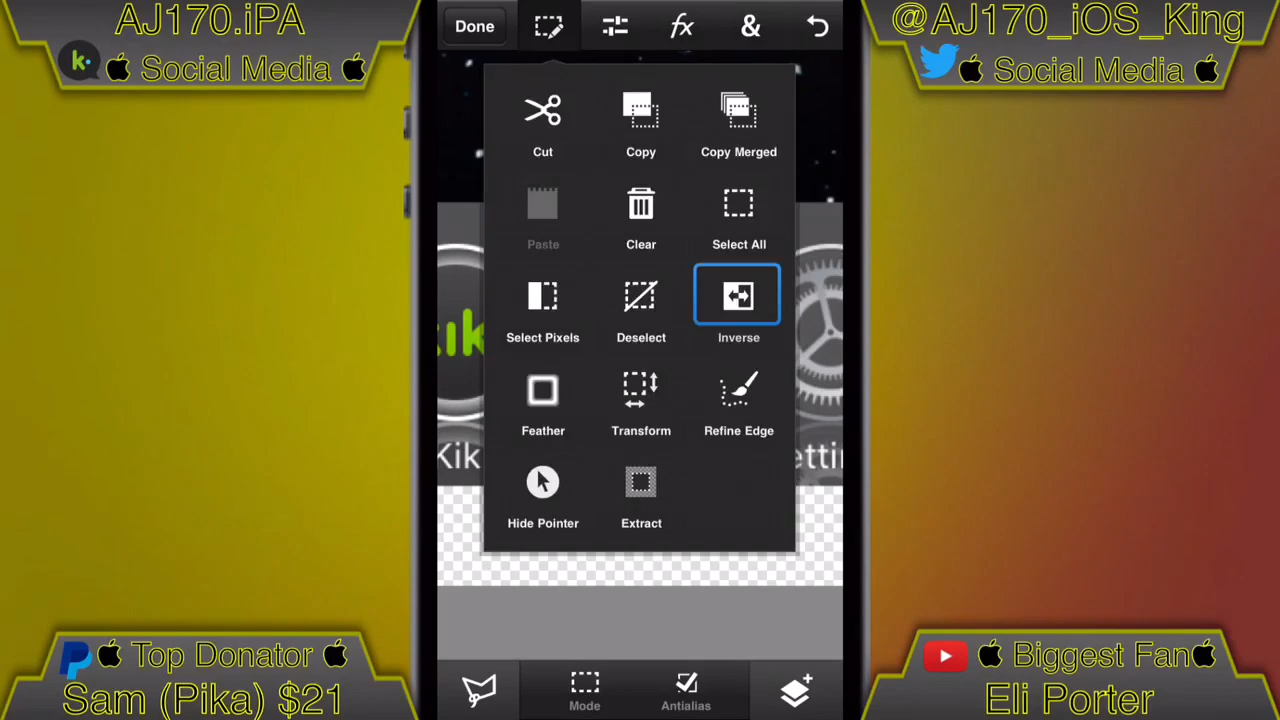 AJ170.iPA
k.
Social Media
@AJ170_iOS_King
Social Media
Done
fx
&
Cut
Copy
Copy Merged
Paste
Clear
Select All
Select Pixels
Deselect
Inverse
Feather
Transform
Refine Edge
Hide Pointer
Extract
kik
Kik
ettin
Mode
Antialias
Top Donator
Sam (Pika) $21
Biggest Fan
Eli Porter